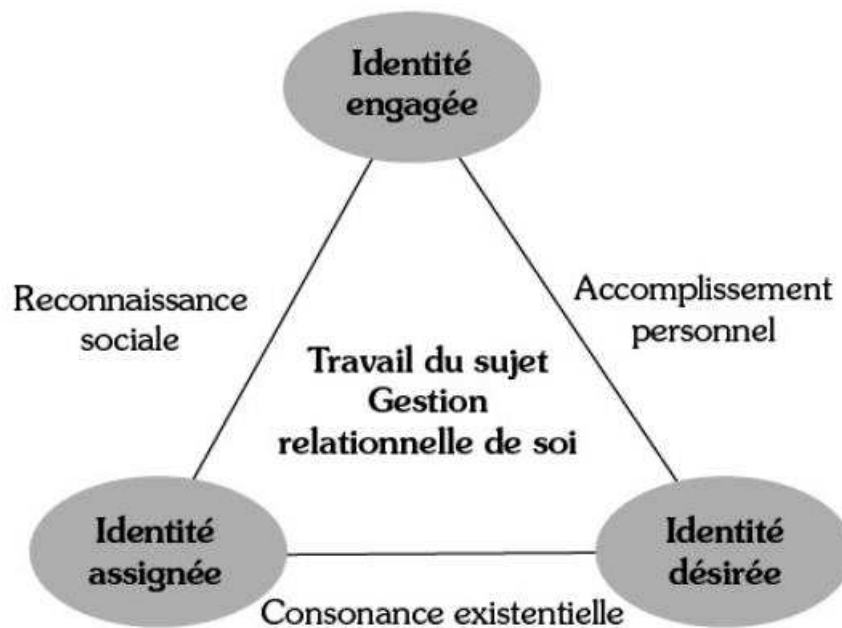 Identité
engagée
Reconnaissance
sociale
Accomplissement
personnel
Travail du sujet
Gestion
relationnelle de soi
Identité
assignée
Identité
désirée
Consonance existentielle